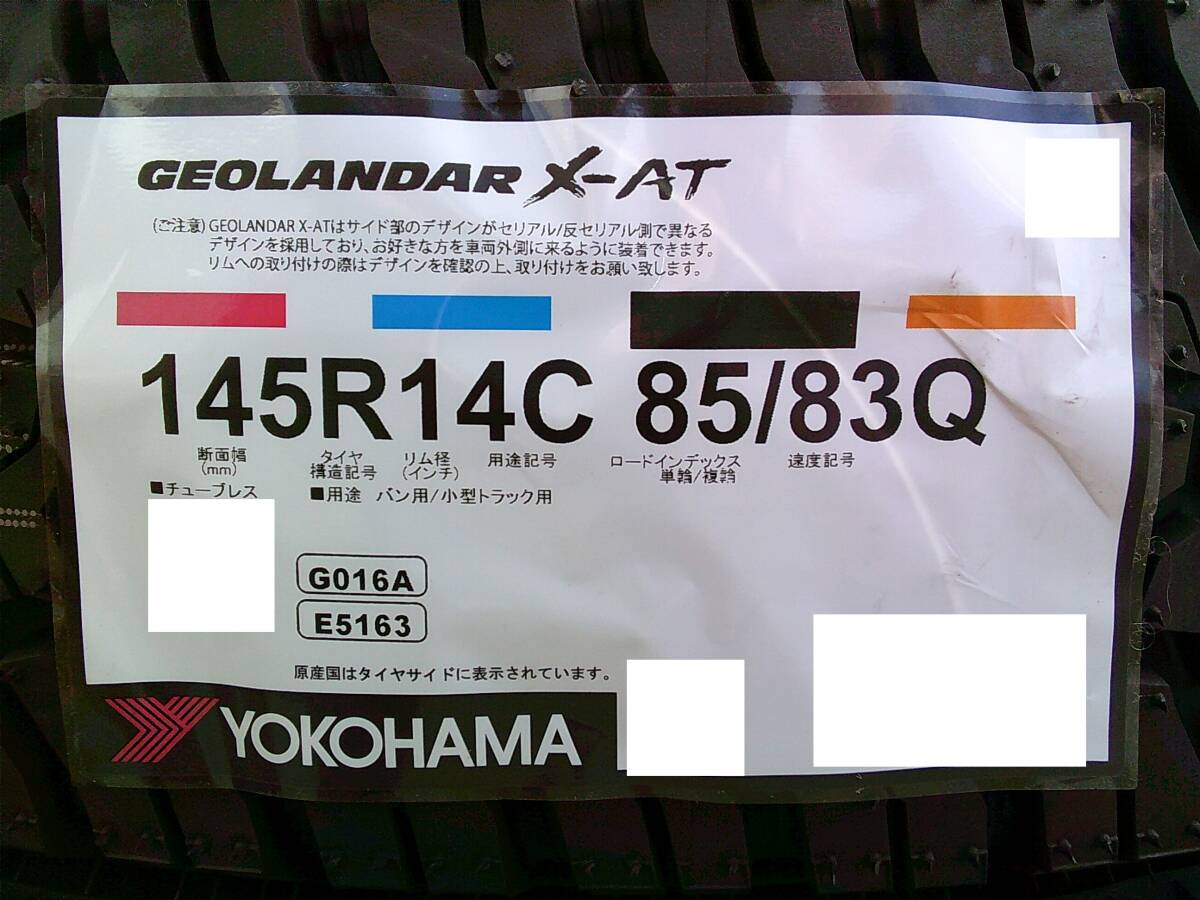 GEOLANDAR X-AT
(ご注意)GEOLANDAR X-ATはサイド部のデザインがセリアル/反セリアル側で異なる
デザインを採用しており、お好きな方を車両外側に来るように装着できます。
リムへの取り付けの際はデザインを確認の上、取り付けをお願い致します。
145R14C 85/83Q
断面幅 タイヤ リム径 用途記号 ロードインデックス 速度記号
(mm) 構造記号 (インチ) 単輪/複輪
■チューブレス ■用途 バン用/小型トラック用
G016A
E5163
原産国はタイヤサイドに表示されています。
YOKOHAMA